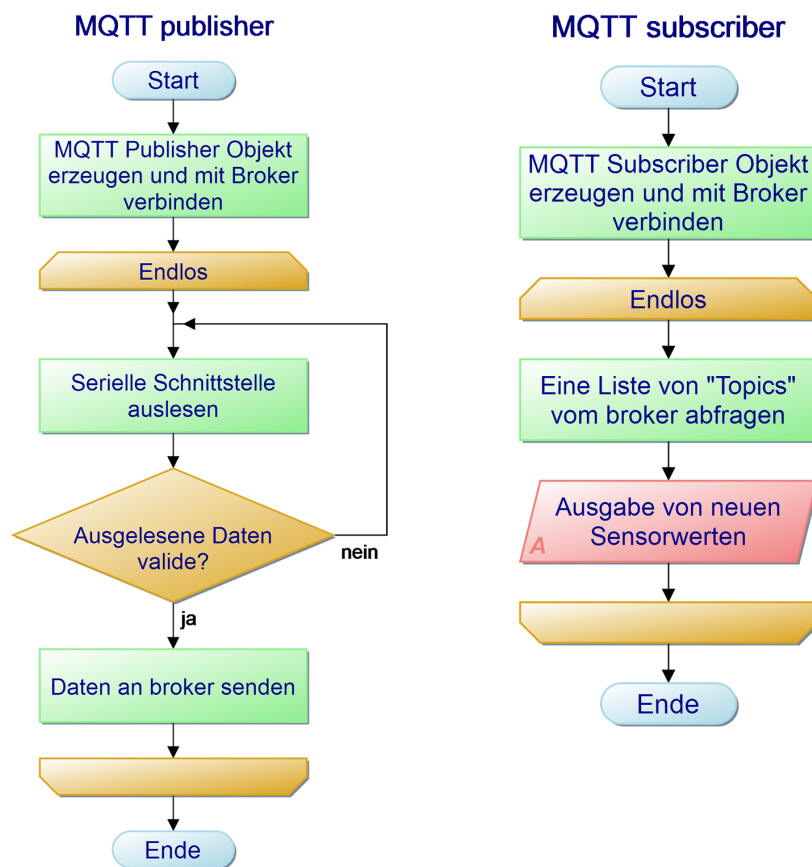 MQTT publisher
Start
MQTT Publisher Objekt
erzeugen und mit Broker
verbinden
Endlos
Serielle Schnittstelle
auslesen
Ausgelesene Daten
valide?
nein
ja
Daten an broker senden
Ende
MQTT subscriber
Start
MQTT Subscriber Objekt
erzeugen und mit Broker
verbinden
Endlos
Eine Liste von "Topics"
vom broker abfragen
Ausgabe von neuen
Sensorwerten
A
Ende